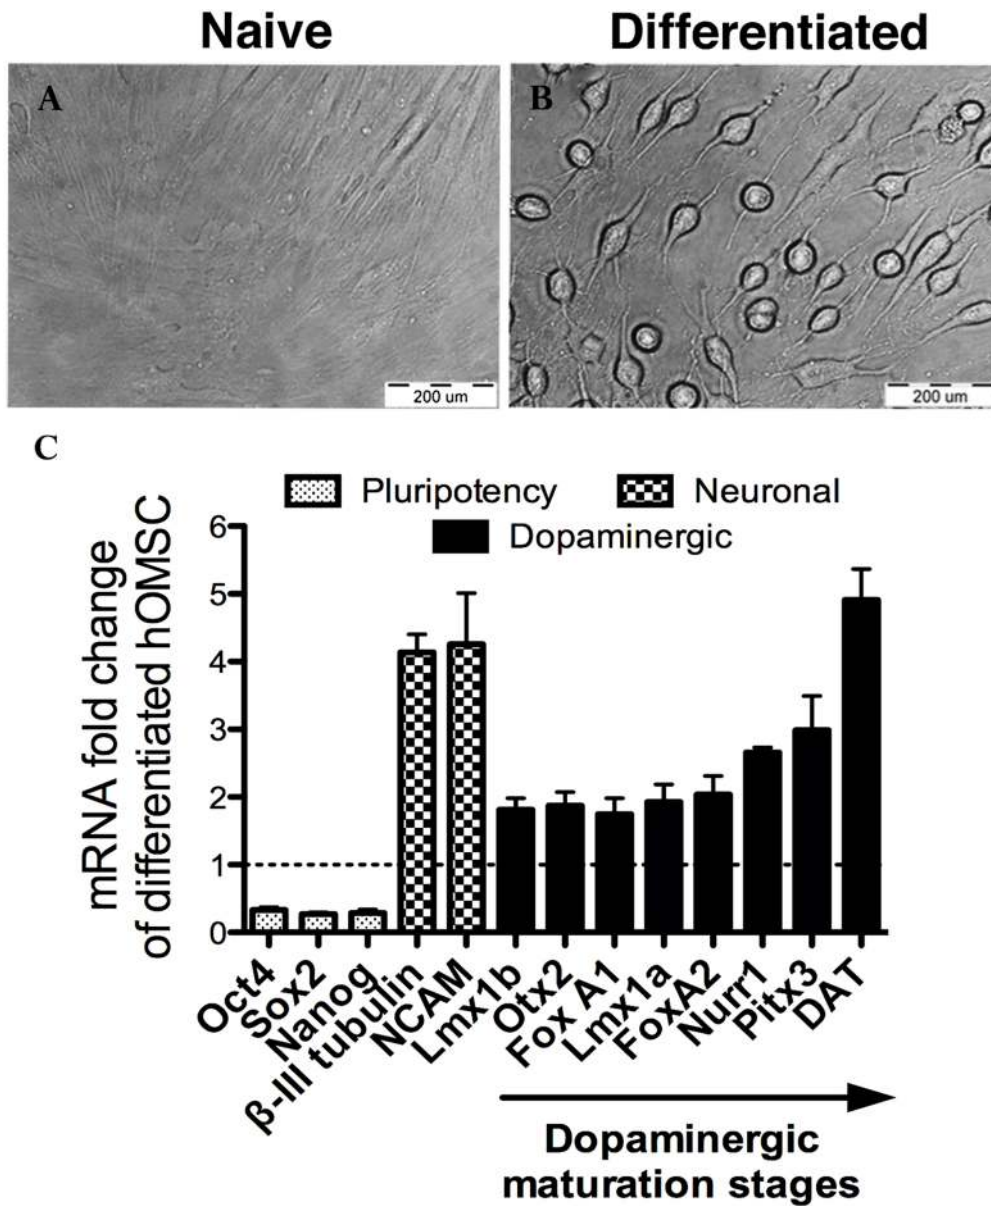 Naive
Differentiated
A
B
200 um
200 um
C
Pluripotency
Neuronal
Dopaminergic
mRNA fold change
of differentiated hOMSC
6
5
4
3
2
1
0
Oct4
Sox2
Nanog
β-III tubulin
NCAM
Lmx1b
Otx2
Fox A1
Lmx1a
FoxA2
Nurr1
Pitx3
DAT
Dopaminergic
maturation stages